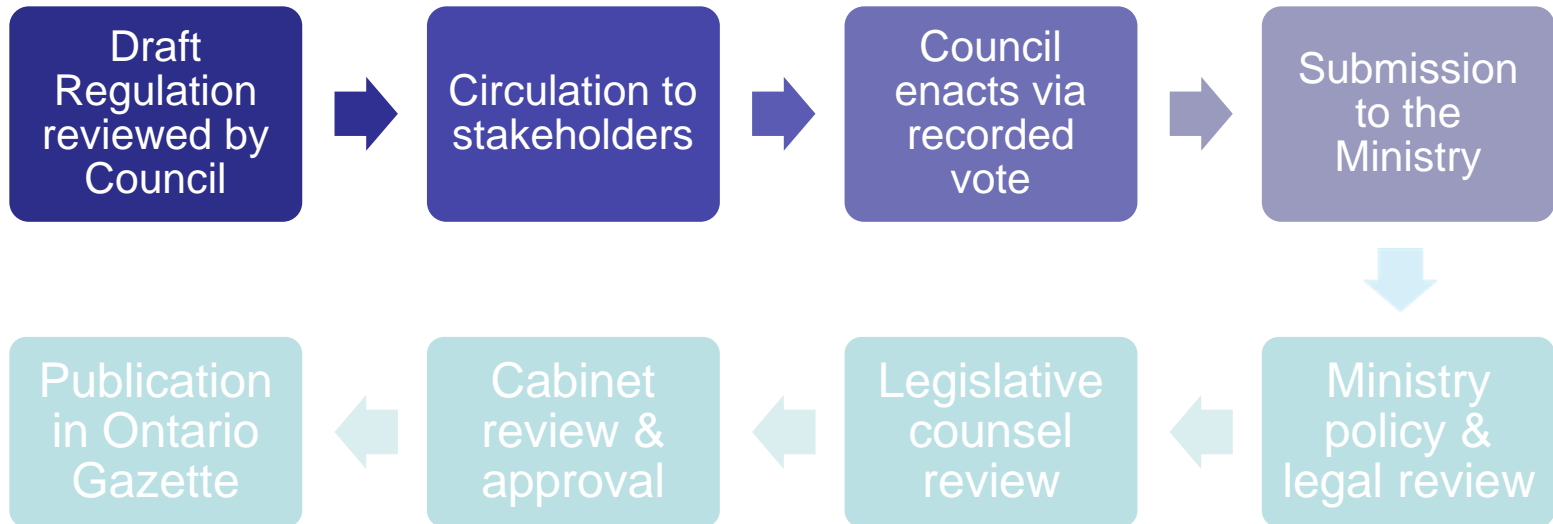 Draft
Regulation
reviewed by
Council
Circulation to
stakeholders
Council
enacts via
recorded
vote
Submission
to the
Ministry
Ministry
policy &
legal review
Legislative
counsel
review
Cabinet
review &
approval
Publication
in Ontario
Gazette